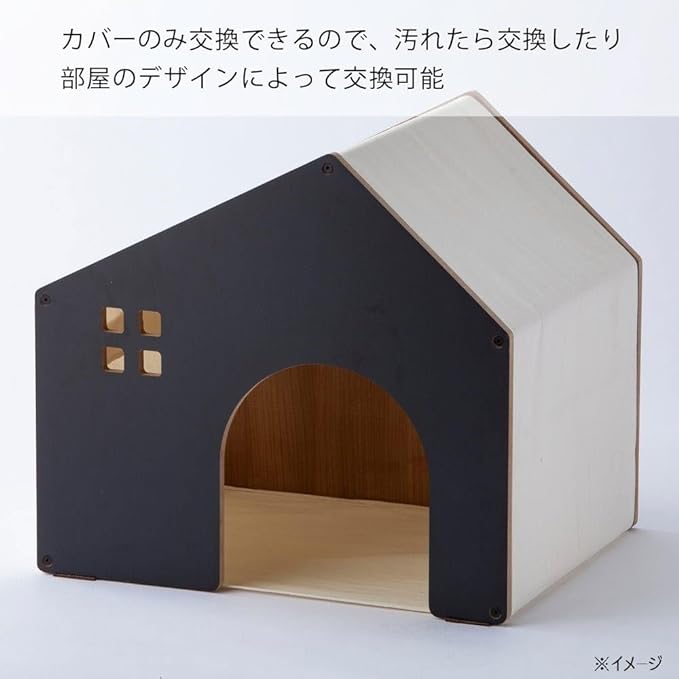 カバーのみ交換できるので、汚れたら交換したり
部屋のデザインによって交換可能
※イメージ